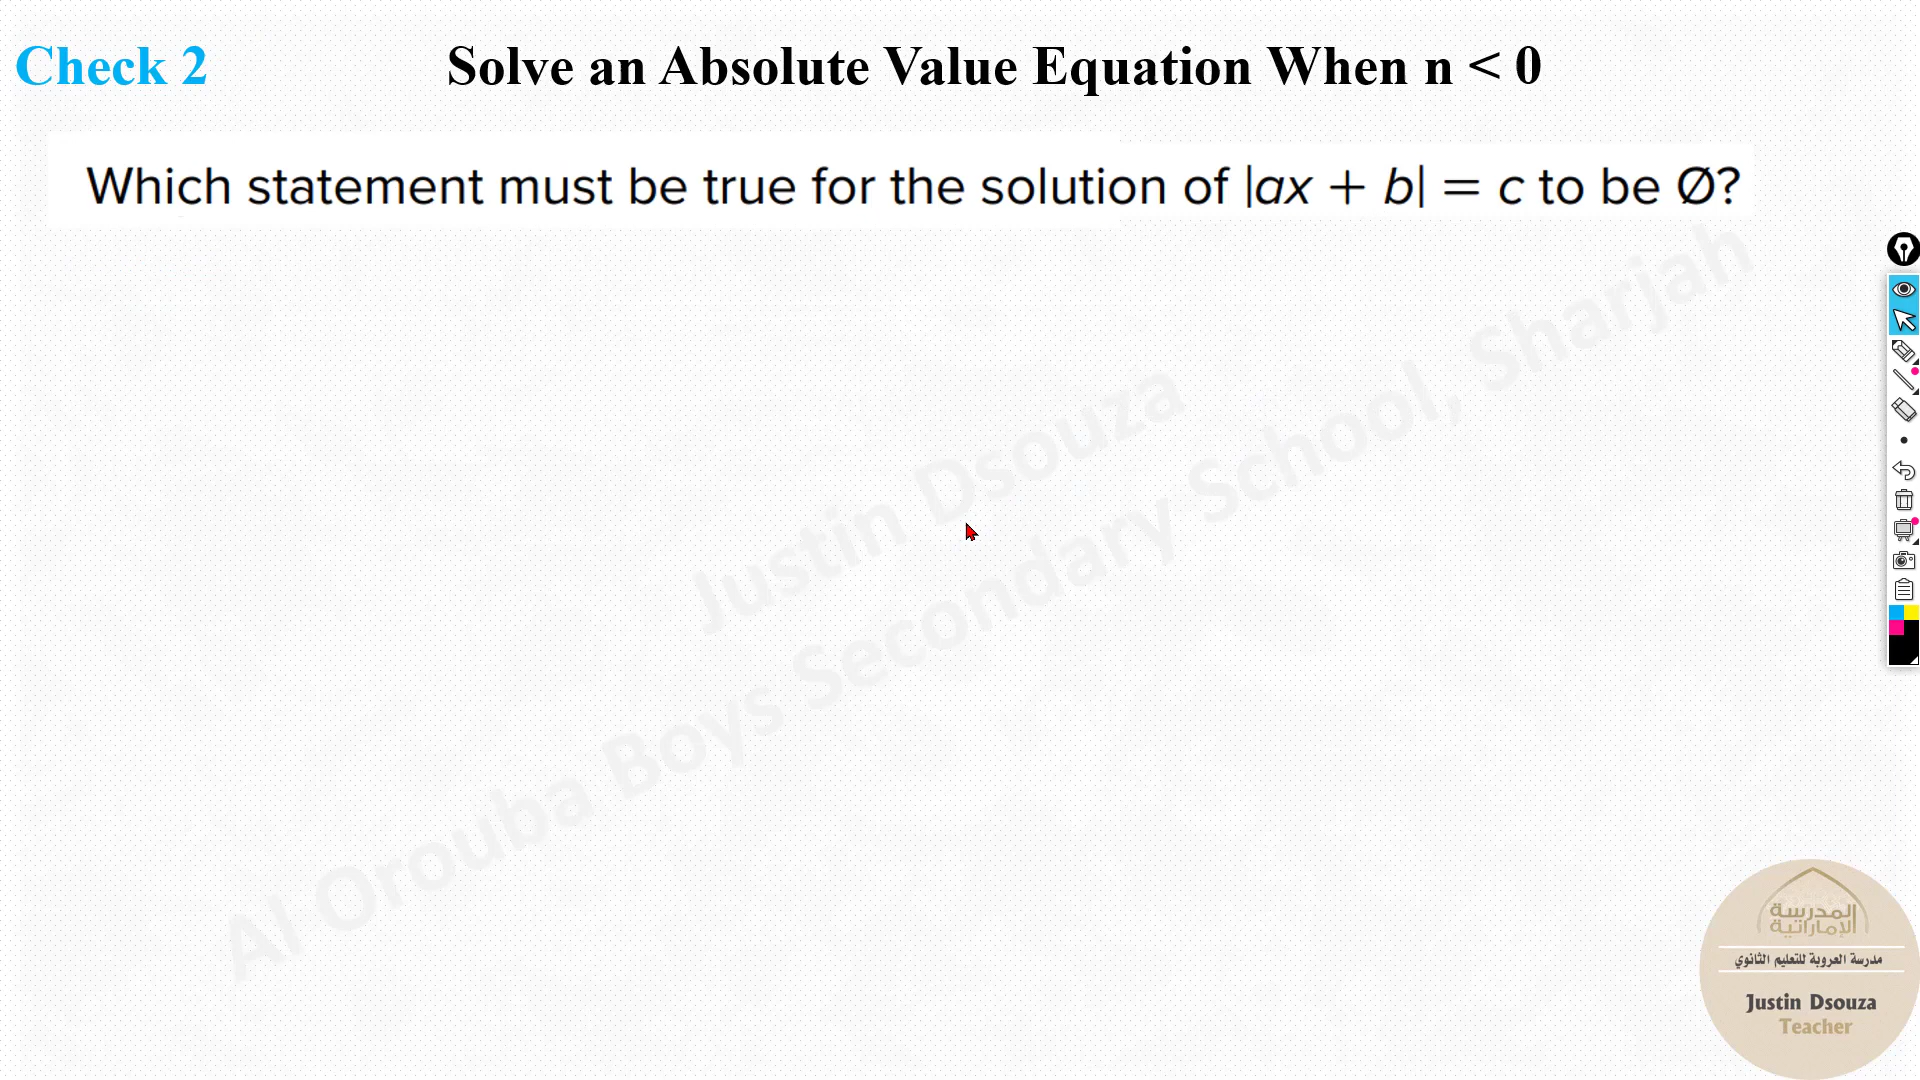 Check 2
Solve an Absolute Value Equation When n < 0
Which statement must be true for the solution of |ax + b| = c to be Ø?
Justin Dsouza
Al Orouba Boys Secondary School, Sharjah
المدرسة
الإماراتية
مدرسة العروبة للتعليم الثانوي
Justin Dsouza
Teacher